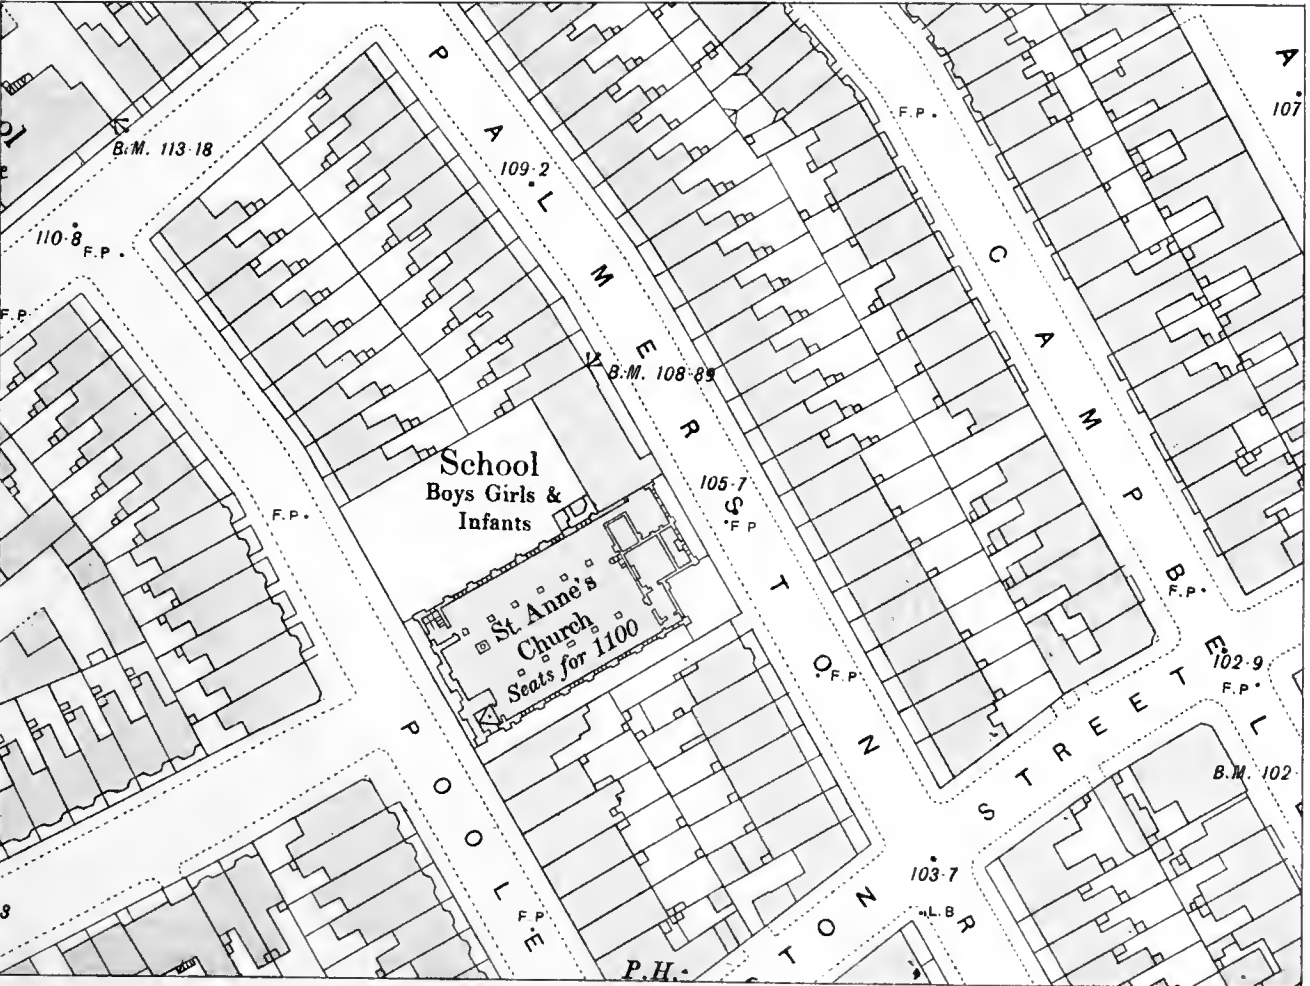 B.M. 113·18
110·8
F.P.
F.P.
PALMERSTON R
109·2
B.M. 108·89
F.P.
CAMPBELL
A
107
School
Boys Girls &
Infants
F.P.
105·7
F P
St Anne's
Church
Seats for 1100
F.P.
F.P.
102·9
F.P.
B.M. 102
POOLE
F.P.
TON STREET
103·7
L.B
P.H.